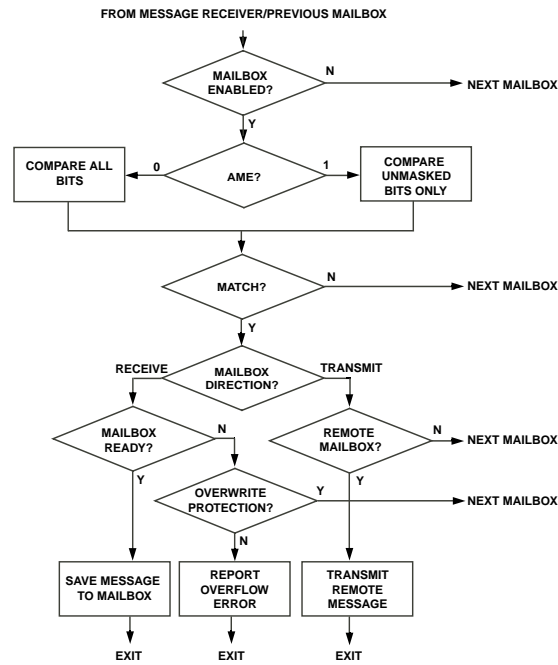 FROM MESSAGE RECEIVER/PREVIOUS MAILBOX
MAILBOX
ENABLED?
N
NEXT MAILBOX
Y
COMPARE ALL
BITS
0
AME?
1
COMPARE
UNMASKED
BITS ONLY
MATCH?
N
NEXT MAILBOX
Y
RECEIVE
MAILBOX
DIRECTION?
TRANSMIT
MAILBOX
READY?
N
REMOTE
MAILBOX?
N
NEXT MAILBOX
Y
OVERWRITE
PROTECTION?
Y
Y
NEXT MAILBOX
N
SAVE MESSAGE
TO MAILBOX
REPORT
OVERFLOW
ERROR
TRANSMIT
REMOTE
MESSAGE
EXIT
EXIT
EXIT